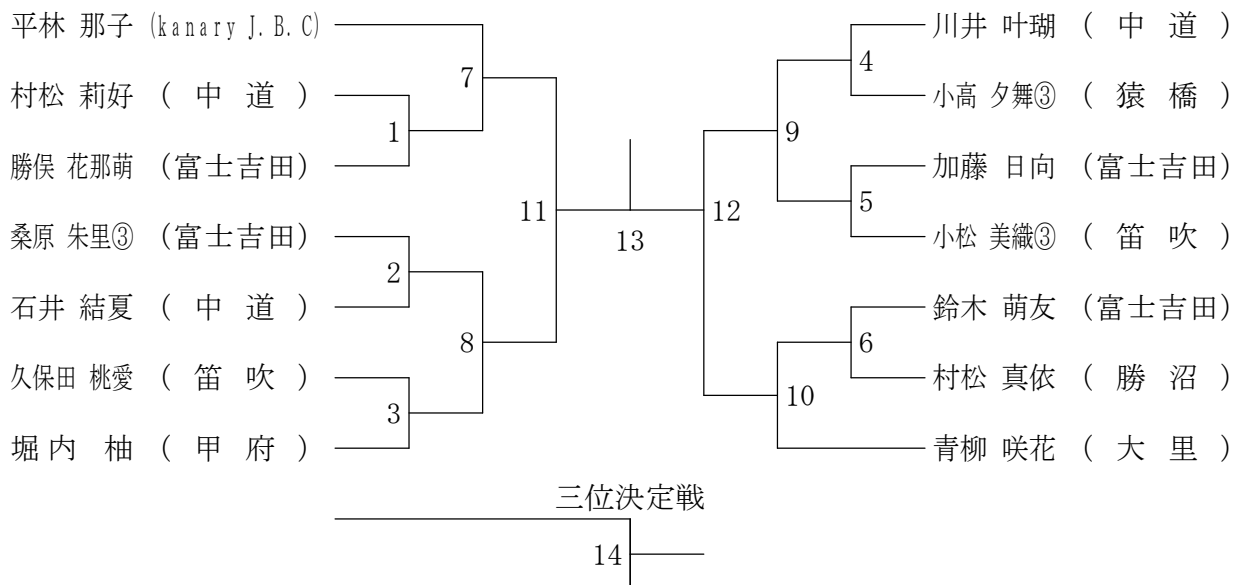 平林 那子 (kanary J.B.C)
村松 莉好 ( 中 道 )
勝俣 花那萌 (富士吉田)
桑原 朱里③ (富士吉田)
石井 結夏 ( 中 道 )
久保田 桃愛 ( 笛 吹 )
堀内 柚 ( 甲 府 )
7
1
2
8
3
11
13
12
9
4
5
6
10
川井 叶瑚 ( 中 道 )
小高 夕舞③ ( 猿 橋 )
加藤 日向 (富士吉田)
小松 美織③ ( 笛 吹 )
鈴木 萌友 (富士吉田)
村松 真依 ( 勝 沼 )
青柳 咲花 ( 大 里 )
三位決定戦
14